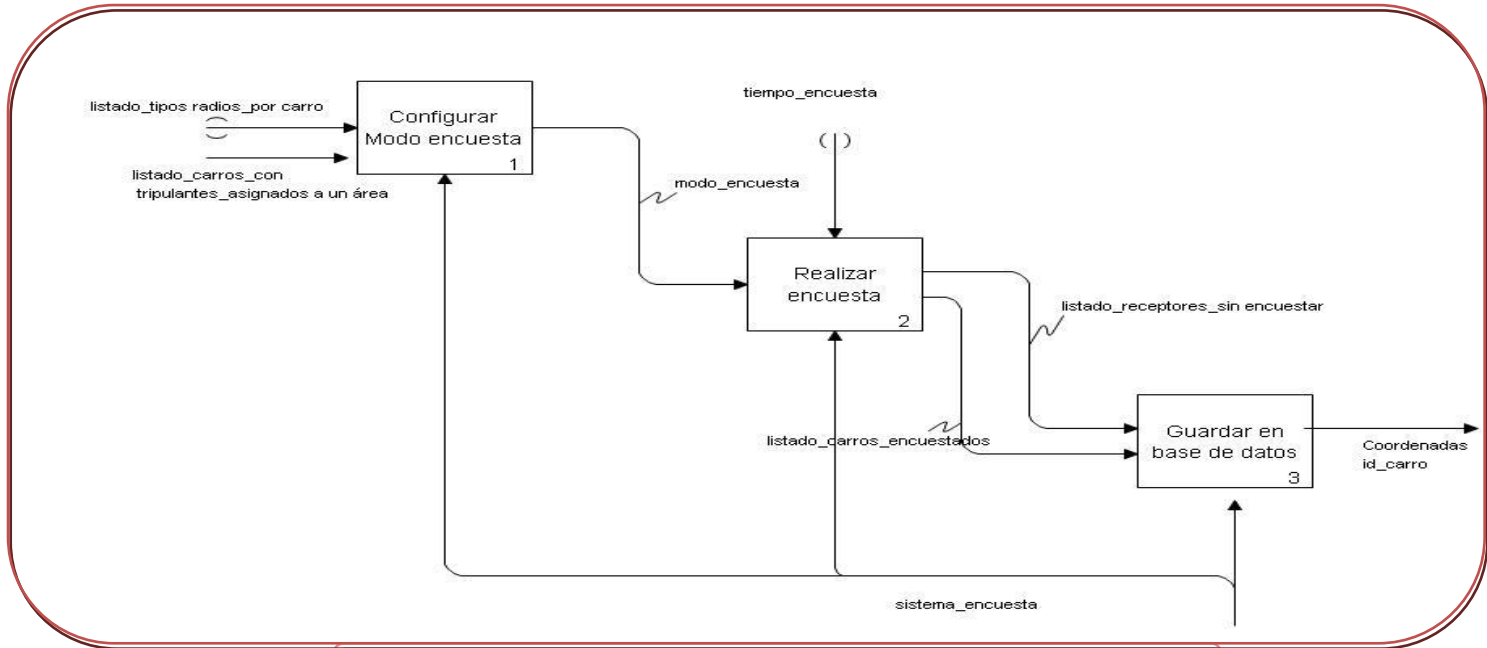 listado_tipos radios_por carro
listado_carros_con
tripulantes_asignados a un área
Configurar
Modo encuesta
1
tiempo_encuesta
( )
modo_encuesta
Realizar
encuesta
2
listado_receptores_sin encuestar
listado_carros_encuestados
Guardar en
base de datos
3
Coordenadas
id_carro
sistema_encuesta